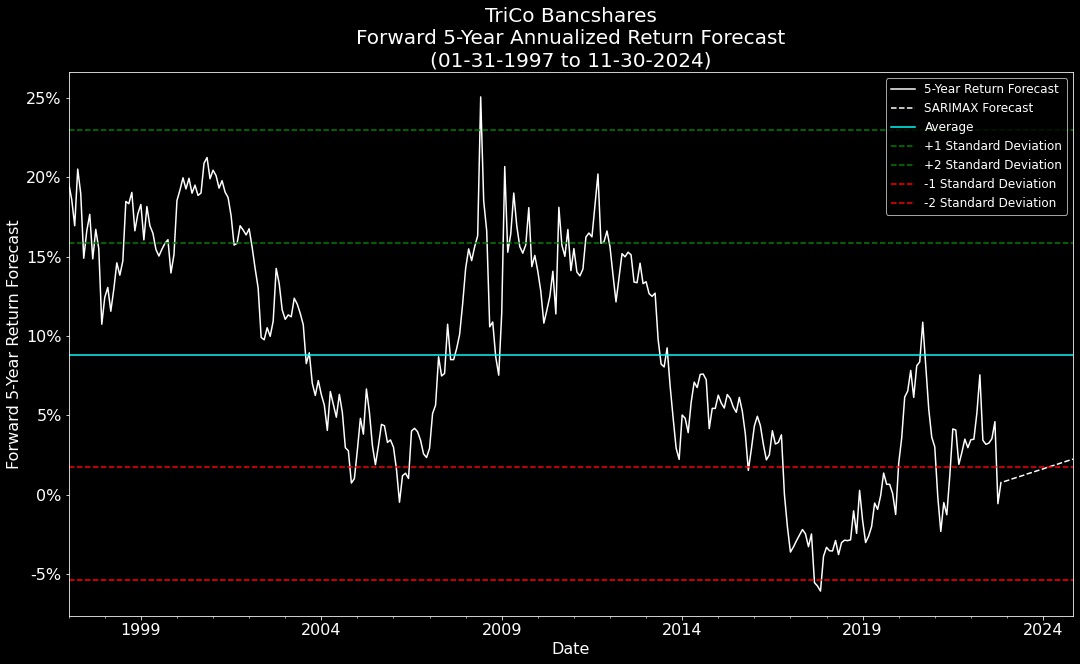 TriCo Bancshares
Forward 5-Year Annualized Return Forecast
(01-31-1997 to 11-30-2024)
5-Year Return Forecast
SARIMAX Forecast
Average
+1 Standard Deviation
+2 Standard Deviation
-1 Standard Deviation
-2 Standard Deviation
Forward 5-Year Return Forecast
25%
20%
15%
10%
5%
0%
-5%
1999 2004 2009 2014 2019 2024
Date